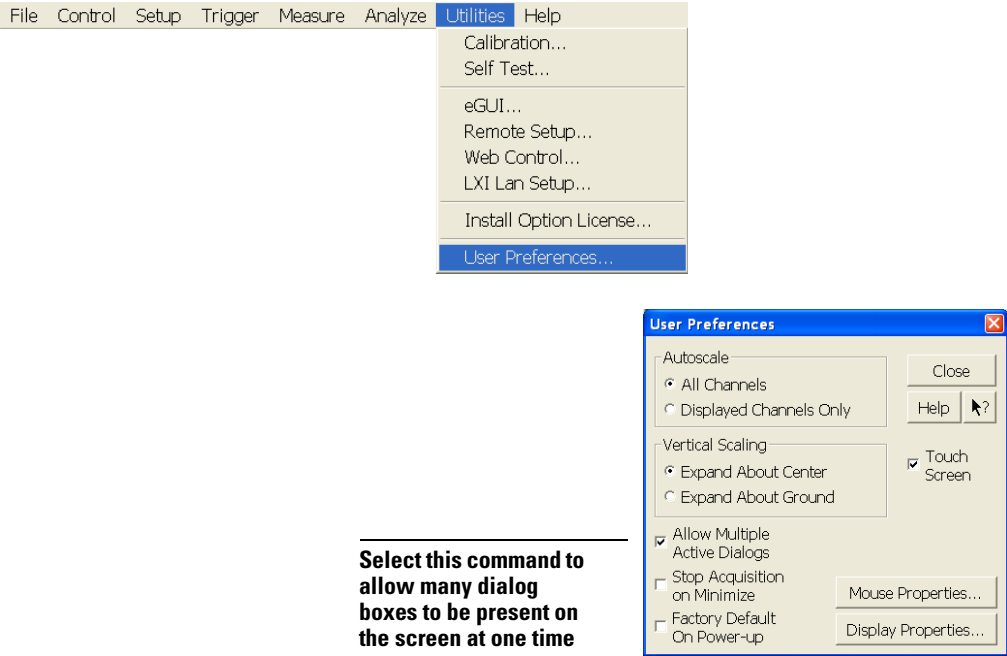 File Control Setup Trigger Measure Analyze Utilities Help
Calibration...
Self Test...
eGUI...
Remote Setup...
Web Control...
LXI Lan Setup...
Install Option License...
User Preferences...
User Preferences
Autoscale
All Channels
Displayed Channels Only
Close
Help ?
Vertical Scaling
Expand About Center
Expand About Ground
Touch
Screen
Allow Multiple
Active Dialogs
Stop Acquisition
on Minimize
Factory Default
On Power-up
Mouse Properties...
Display Properties...
Select this command to
allow many dialog
boxes to be present on
the screen at one time